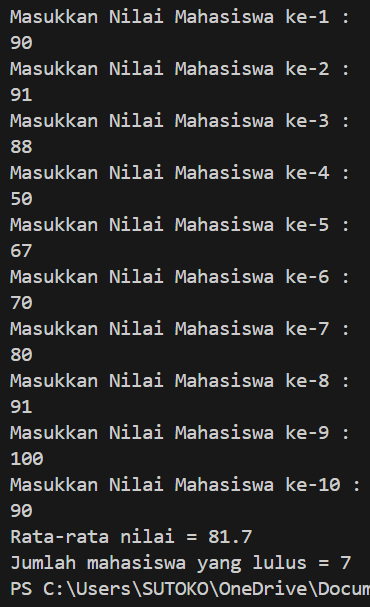 Masukkan Nilai Mahasiswa ke-1 :
90
Masukkan Nilai Mahasiswa ke-2 :
91
Masukkan Nilai Mahasiswa ke-3 :
88
Masukkan Nilai Mahasiswa ke-4 :
50
Masukkan Nilai Mahasiswa ke-5 :
67
Masukkan Nilai Mahasiswa ke-6 :
70
Masukkan Nilai Mahasiswa ke-7 :
80
Masukkan Nilai Mahasiswa ke-8 :
91
Masukkan Nilai Mahasiswa ke-9 :
100
Masukkan Nilai Mahasiswa ke-10 :
90
Rata-rata nilai = 81.7
Jumlah mahasiswa yang lulus = 7
PS C:\Users\SUTOKO\OneDrive\Docum